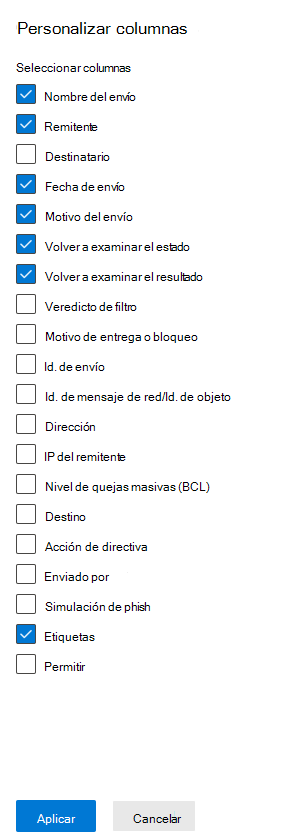 Personalizar columnas
Seleccionar columnas
Nombre del envío
Remitente
Destinatario
Fecha de envío
Motivo del envío
Volver a examinar el estado
Volver a examinar el resultado
Veredicto de filtro
Motivo de entrega o bloqueo
Id. de envío
Id. de mensaje de red/Id. de objeto
Dirección
IP del remitente
Nivel de quejas masivas (BCL)
Destino
Acción de directiva
Enviado por
Simulación de phish
Etiquetas
Permitir
Aplicar Cancelar